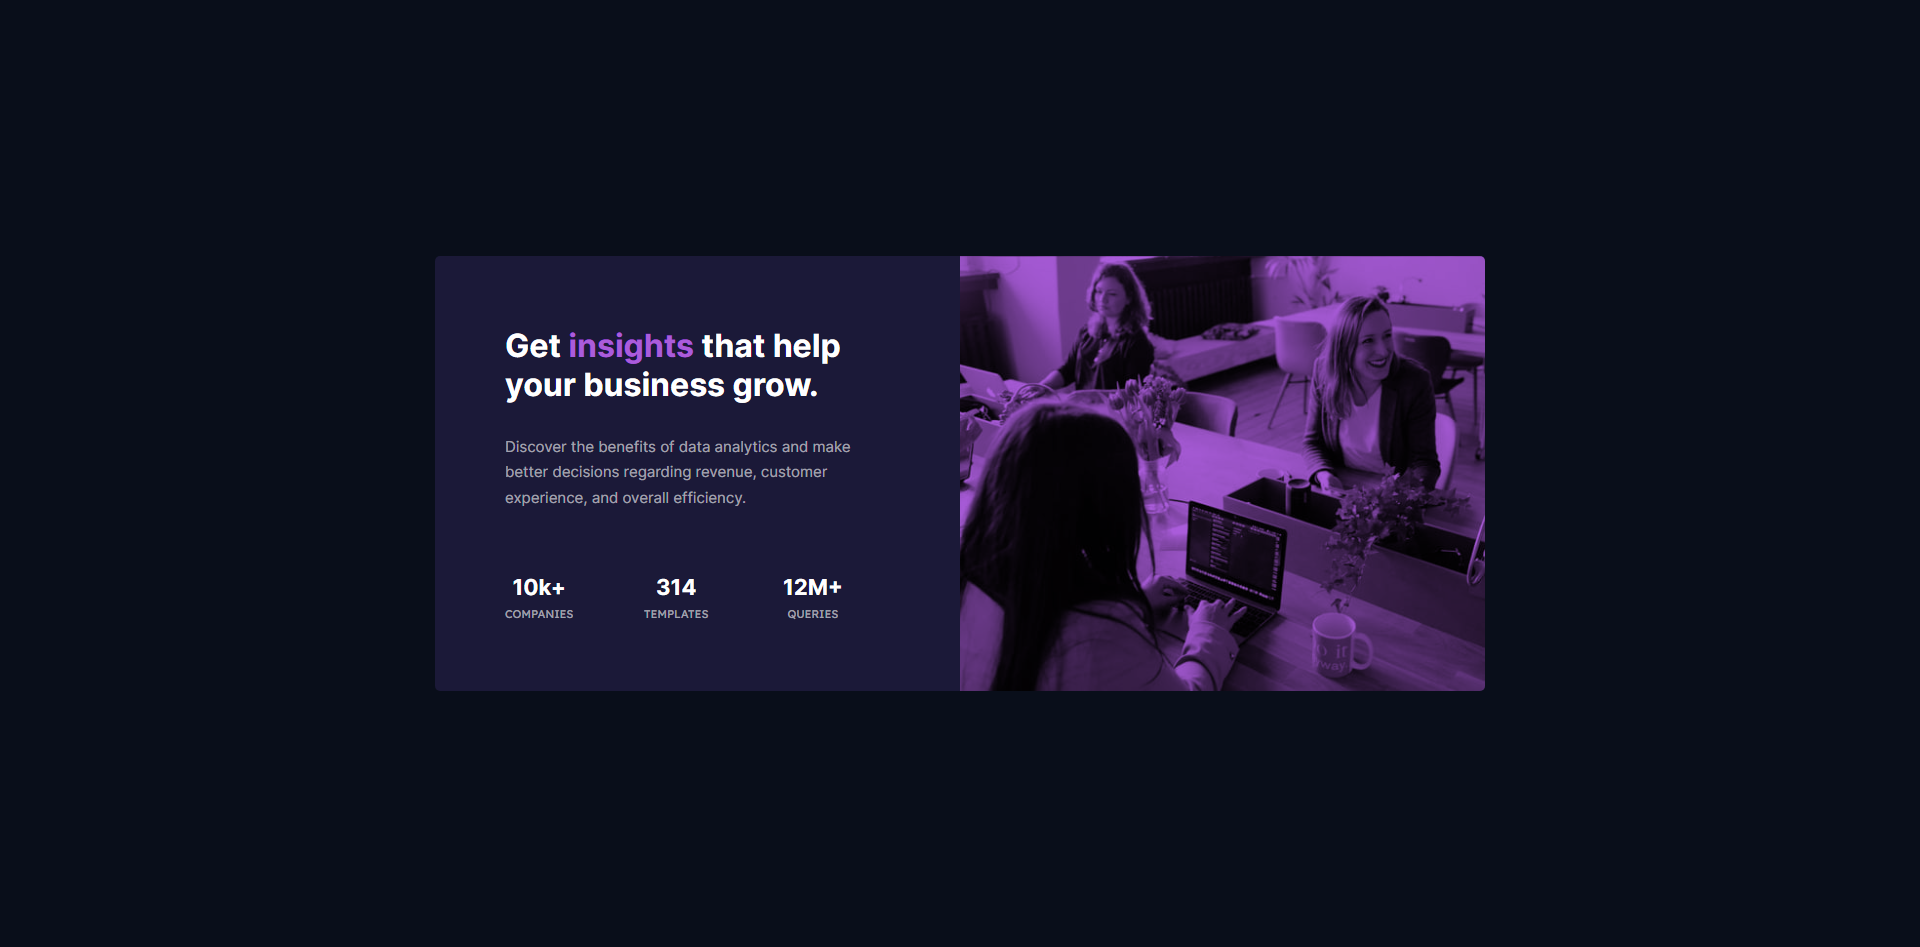 Get insights that help
your business grow.
Discover the benefits of data analytics and make
better decisions regarding revenue, customer
experience, and overall efficiency.
10k+
COMPANIES
314
TEMPLATES
12M+
QUERIES